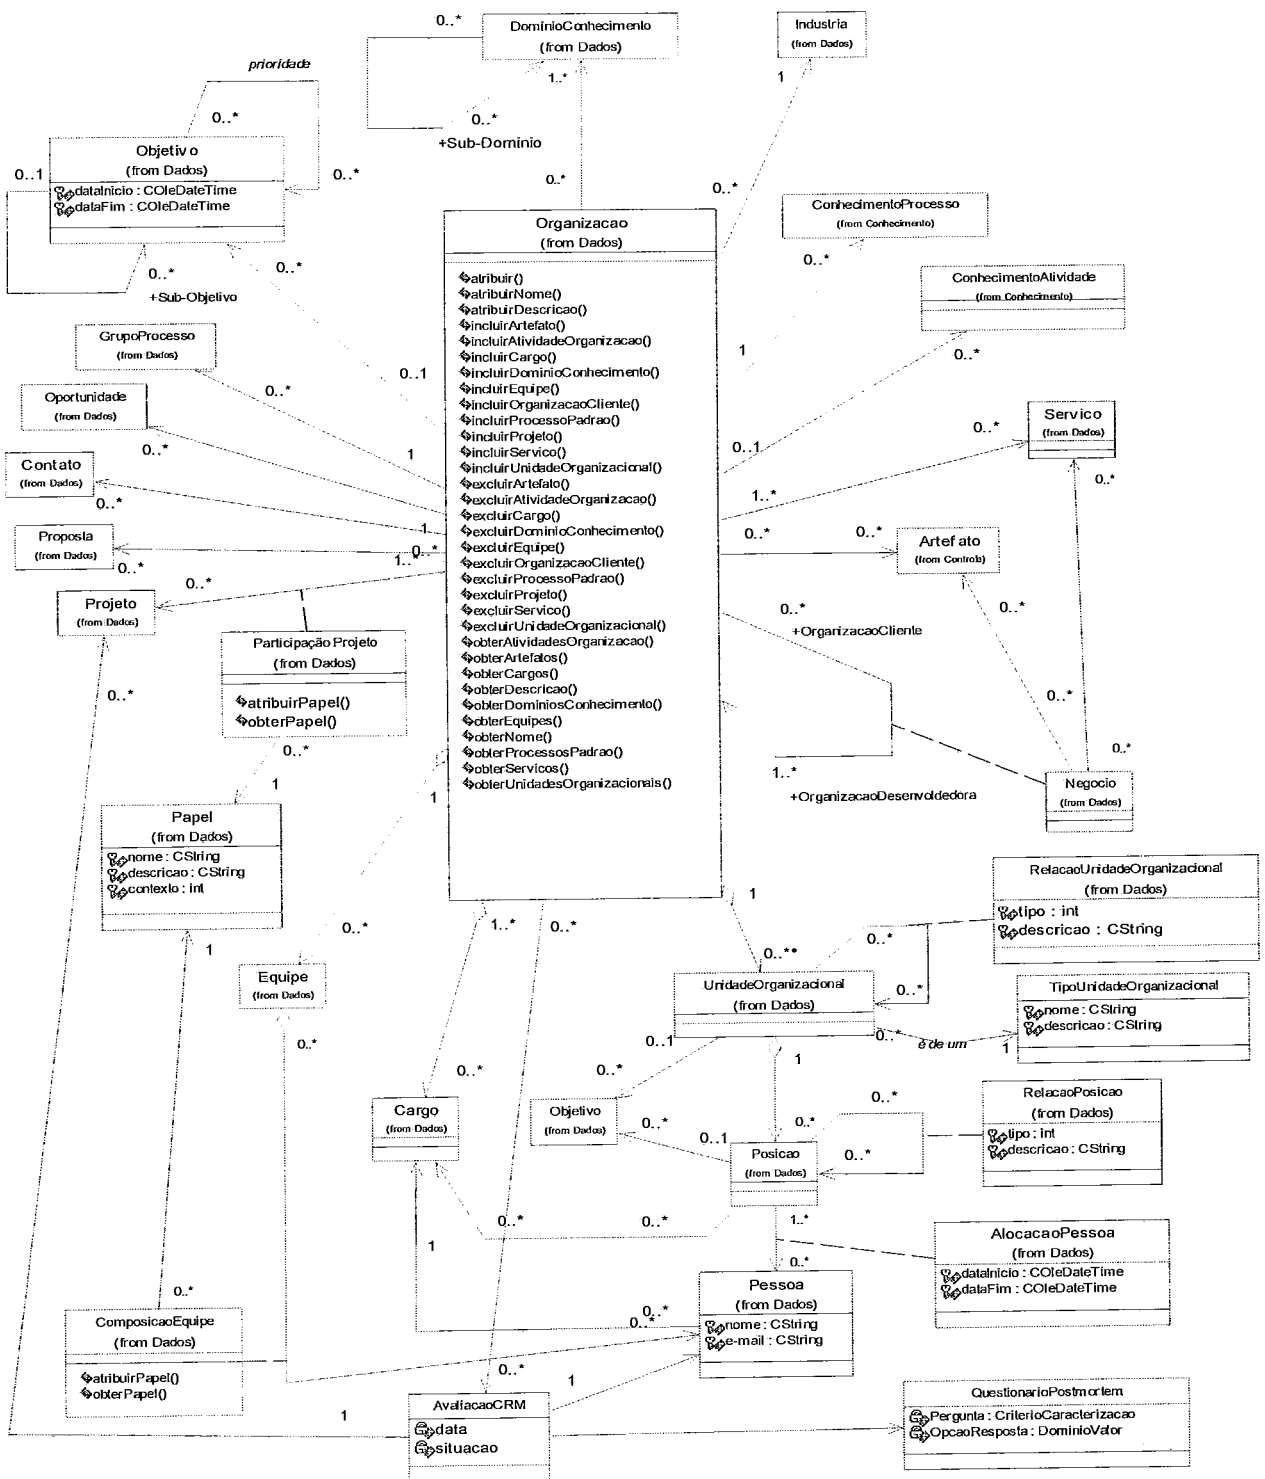 0..*
DominioConhecimento
(from Dados)
Industria
(from Dados)
prioridade
1..*
1
0..*
0..*
+Sub-Dominio
Objetivo
(from Dados)
dataInicio : COleDateTime
dataFim : COleDateTime
0..1
0..*
0..*
0..*
ConhecimentoProcesso
(from Conhecimento)
0..*
Organizacao
(from Dados)
atribuir()
atribuirNome()
atribuirDescricao()
incluirArtefato()
incluirAtividadeOrganizacao()
incluirCargo()
incluirDominioConhecimento()
incluirEquipe()
incluirOrganizacaoCliente()
incluirProcessoPadrao()
incluirProjeto()
incluirServico()
incluirUnidadeOrganizacional()
excluirArtefato()
excluirAtividadeOrganizacao()
excluirCargo()
excluirDominioConhecimento()
excluirEquipe()
excluirOrganizacaoCliente()
excluirProcessoPadrao()
excluirProjeto()
excluirServico()
excluirUnidadeOrganizacional()
obterAtividadesOrganizacao()
obterArtefatos()
obterCargos()
obterDescricao()
obterDominiosConhecimento()
obterEquipes()
obterNome()
obterProcessosPadrao()
obterServicos()
obterUnidadesOrganizacionais()
0..*
0..*
+Sub-Objetivo
0..*
ConhecimentoAtividade
(from Conhecimento)
GrupoProcesso
(from Dados)
1
0..*
0..1
0..*
Oportunidade
(from Dados)
Servico
(from Dados)
0..*
0..*
1
0..1
Contato
(from Dados)
0..*
1..*
0..*
Proposta
(from Dados)
0..*
1
0..*
1..*
0..*
0..*
Artefato
(from Controle)
Projeto
(from Dados)
0..*
0..*
0..*
+OrganizacaoCliente
Participação Projeto
(from Dados)
atribuirPapel()
obterPapel()
0..*
0..*
0..*
0..*
1
1
1..*
+OrganizacaoDesenvoldedora
Negocio
(from Dados)
Papel
(from Dados)
nome : CString
descricao : CString
contexto : int
RelacaoUnidadeOrganizacional
(from Dados)
tipo : int
descricao : CString
1
0..*
1..*
0..*
1
0..*
0..*
Equipe
(from Dados)
UnidadeOrganizacional
(from Dados)
0..*
TipoUnidadeOrganizacional
nome : CString
descricao : CString
0..*
0..1
1
0..*
é de um
1
0..*
0..*
Cargo
(from Dados)
Objetivo
(from Dados)
0..*
0..1
0..*
0..*
Posicao
(from Dados)
0..*
RelacaoPosicao
(from Dados)
tipo : int
descricao : CString
0..*
0..*
1..*
1
0..*
AlocacaoPessoa
(from Dados)
dataInicio : COleDateTime
dataFim : COleDateTime
Pessoa
(from Dados)
nome : CString
e-mail : CString
0..*
0..*
0..*
ComposicaoEquipe
(from Dados)
atribuirPapel()
obterPapel()
0..*
1
1
AvaliacaoCRM
data
situacao
QuestionarioPostmortem
Pergunta : CriterioCaracterizacao
OpcaoResposta : DominioValor